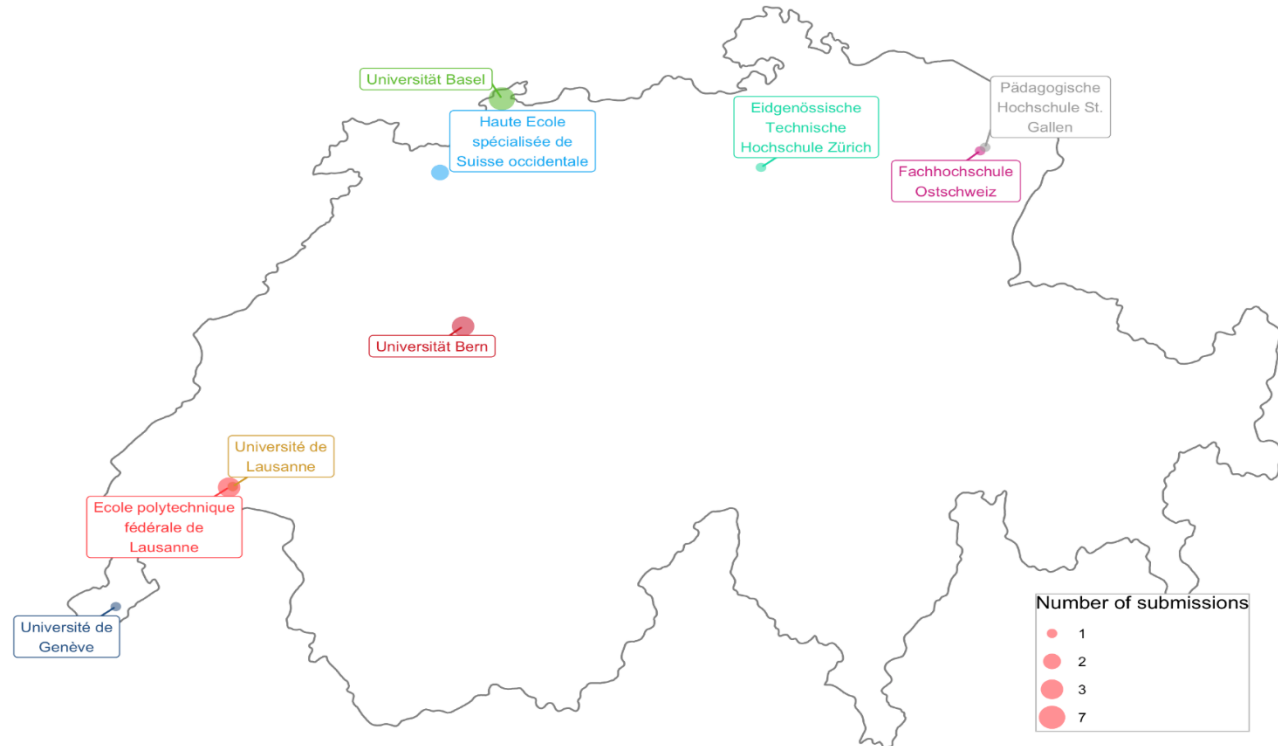 Universität Basel
Haute Ecole
spécialisée de
Suisse occidentale
Eidgenössische
Technische
Hochschule Zürich
Pädagogische
Hochschule St.
Gallen
Fachhochschule
Ostschweiz
Universität Bern
Université de
Lausanne
Ecole polytechnique
fédérale de
Lausanne
Université de
Genève
Number of submissions
1
2
3
7